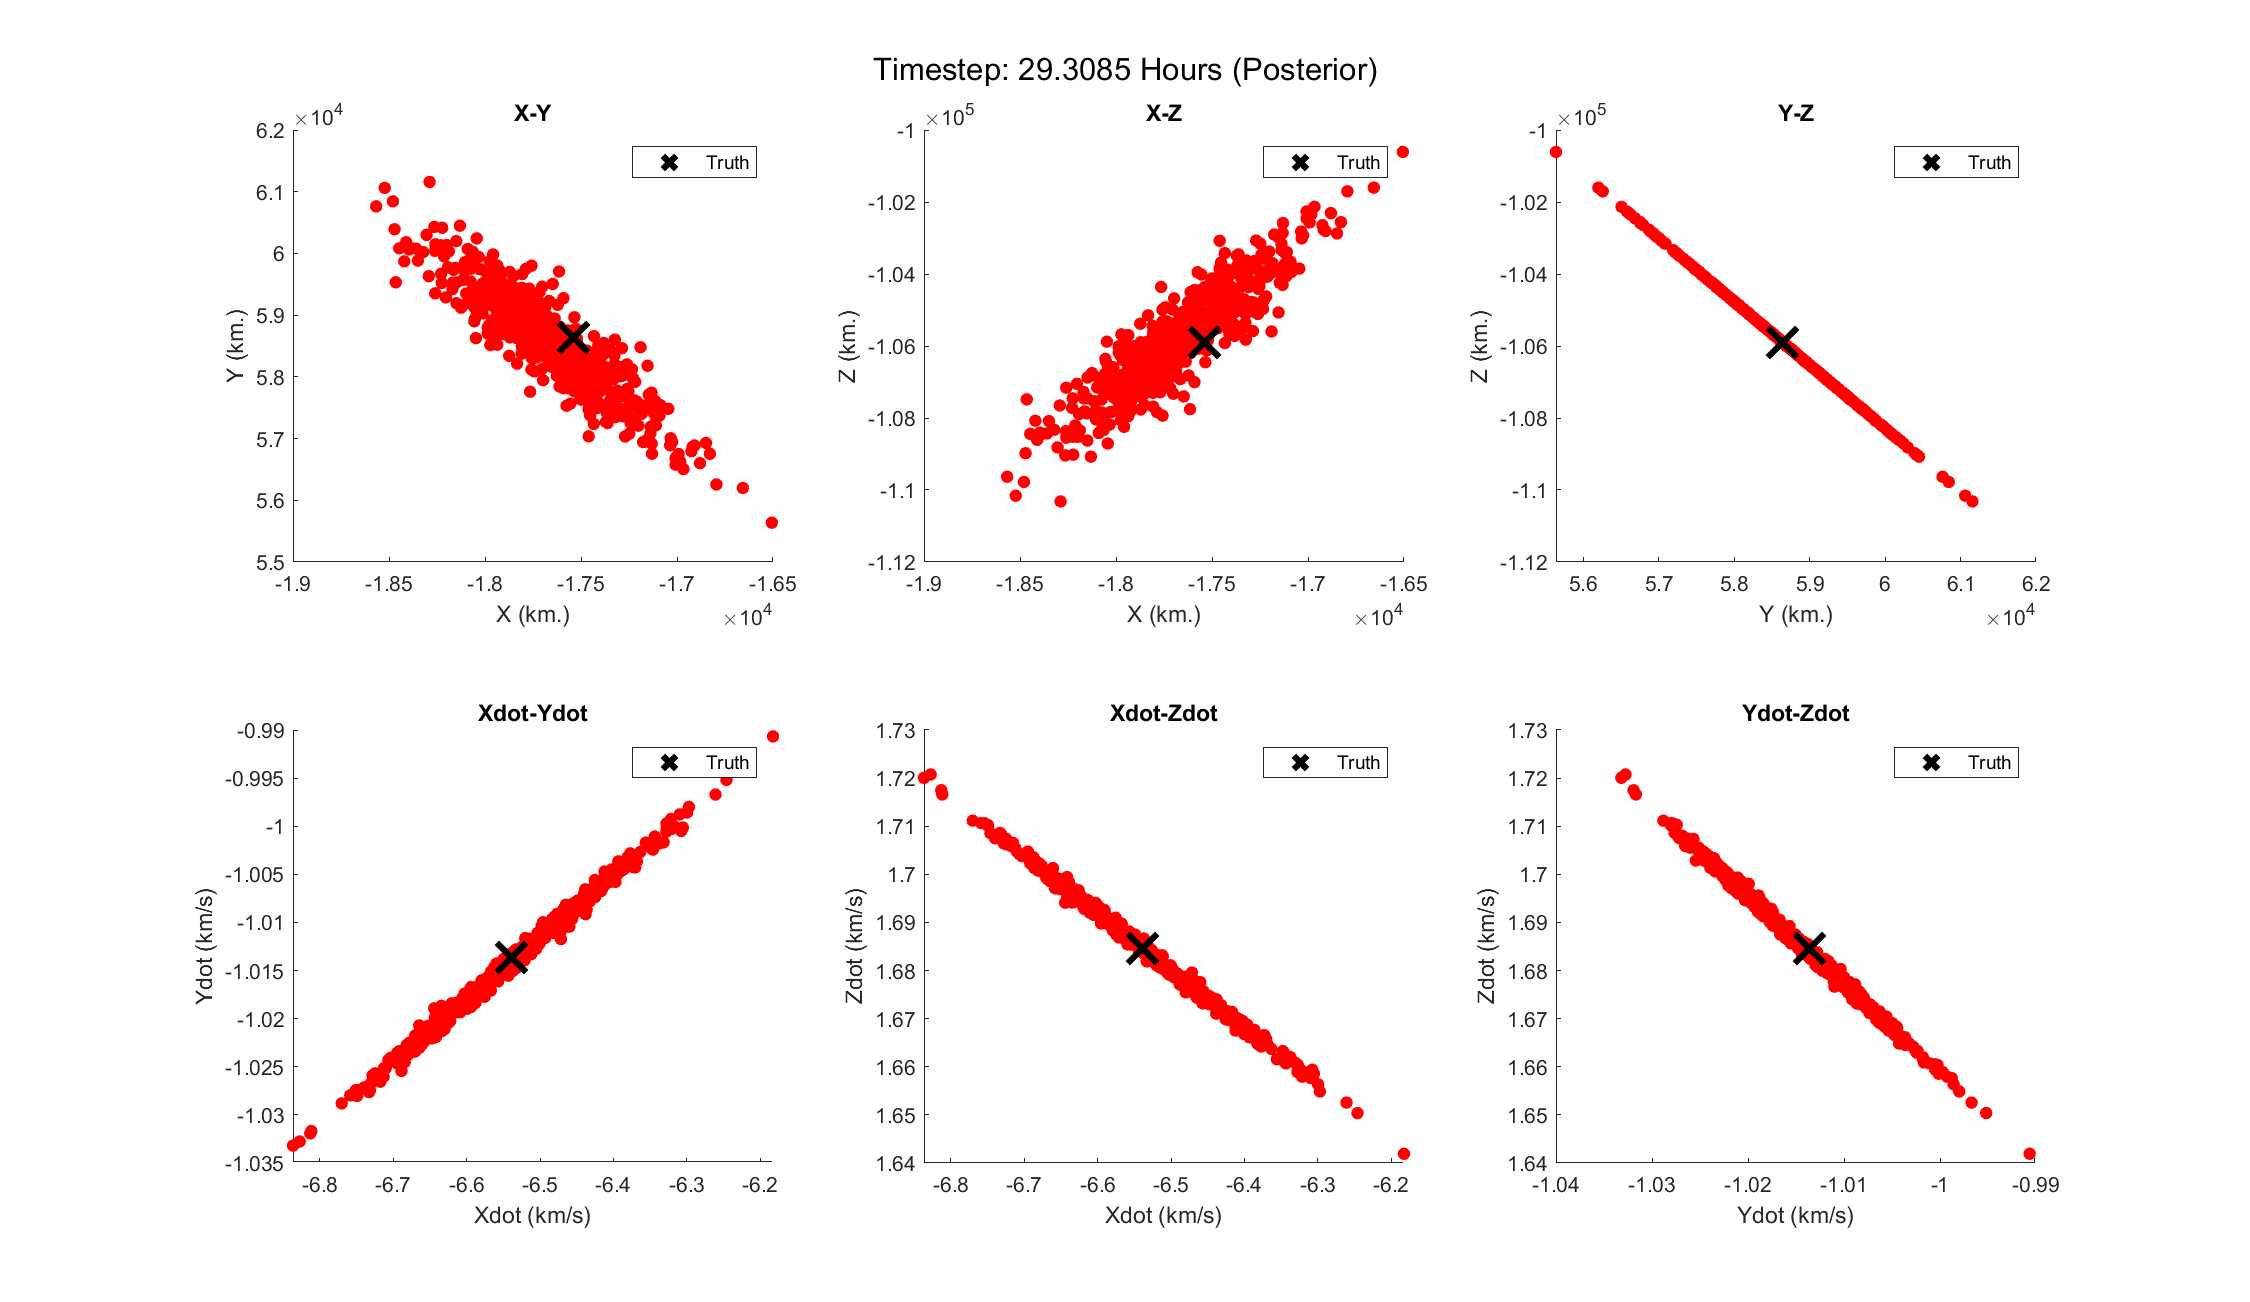 Timestep: 29.3085 Hours (Posterior)
X-Y
×10^4
6.2
6.1
6
5.9
5.8
5.7
5.6
5.5
Y (km.)
-1.9 -1.85 -1.8 -1.75 -1.7 -1.65
X (km.)
×10^4
Truth
X-Z
×10^5
-1
-1.02
-1.04
-1.06
-1.08
-1.1
-1.12
Z (km.)
-1.9 -1.85 -1.8 -1.75 -1.7 -1.65
X (km.)
×10^4
Truth
Y-Z
×10^5
-1
-1.02
-1.04
-1.06
-1.08
-1.1
-1.12
Z (km.)
5.6 5.7 5.8 5.9 6 6.1 6.2
Y (km.)
×10^4
Truth
Xdot-Ydot
-0.99
-0.995
-1
-1.005
-1.01
-1.015
-1.02
-1.025
-1.03
-1.035
Ydot (km/s)
-6.8 -6.7 -6.6 -6.5 -6.4 -6.3 -6.2
Xdot (km/s)
Truth
Xdot-Zdot
1.73
1.72
1.71
1.7
1.69
1.68
1.67
1.66
1.65
1.64
Zdot (km/s)
-6.8 -6.7 -6.6 -6.5 -6.4 -6.3 -6.2
Xdot (km/s)
Truth
Ydot-Zdot
1.73
1.72
1.71
1.7
1.69
1.68
1.67
1.66
1.65
1.64
Zdot (km/s)
-1.04 -1.03 -1.02 -1.01 -1 -0.99
Ydot (km/s)
Truth